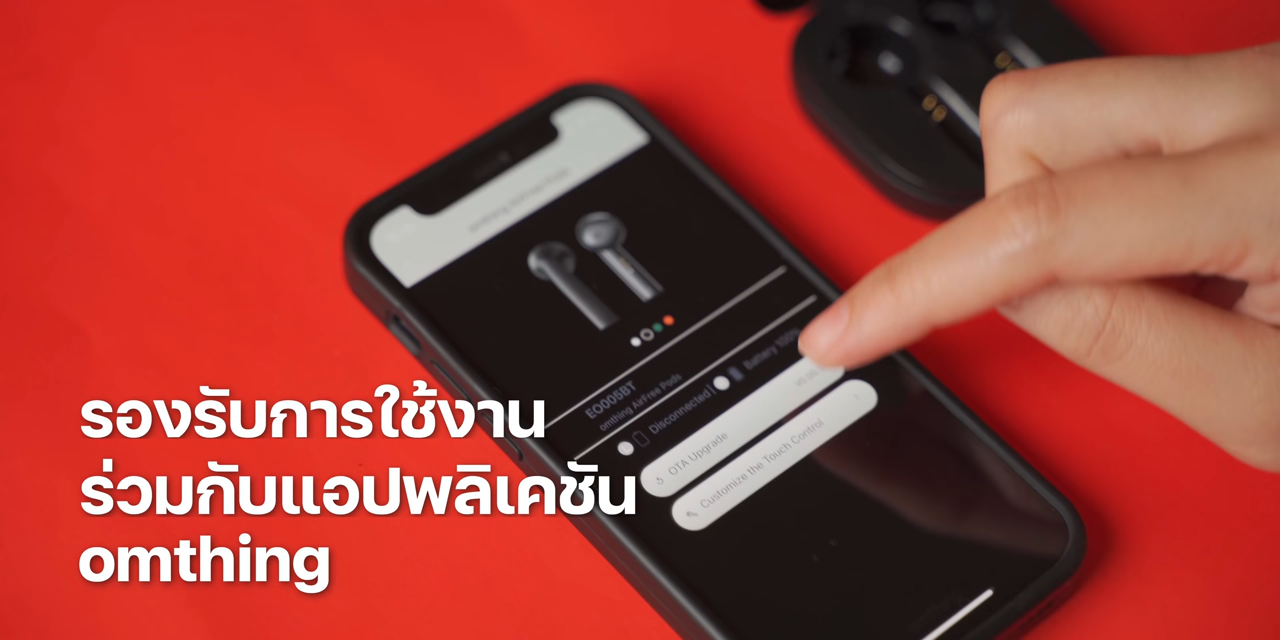 EO005BT
omthing AirFree Pods
Disconnected | Battery 100%
OTA Upgrade
Customize the Touch Control
รองรับการใช้งาน
ร่วมกับแอปพลิเคชัน
omthing